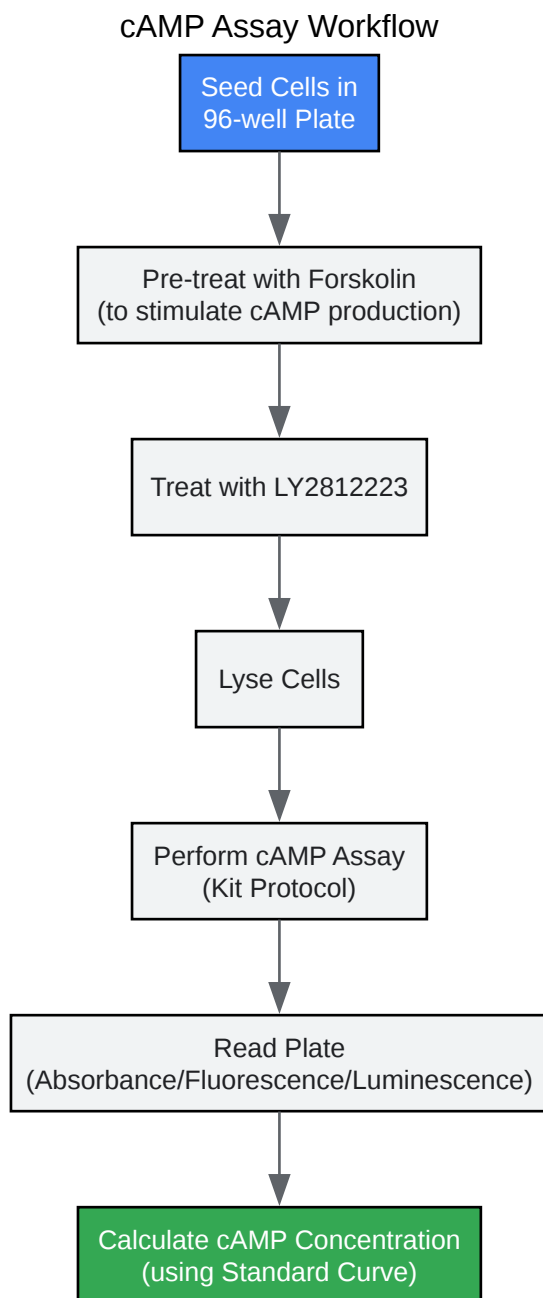 cAMP Assay Workflow
Seed Cells in
96-well Plate
Pre-treat with Forskolin
(to stimulate cAMP production)
Treat with LY2812223
Lyse Cells
Perform cAMP Assay
(Kit Protocol)
Read Plate
(Absorbance/Fluorescence/Luminescence)
Calculate cAMP Concentration
(using Standard Curve)